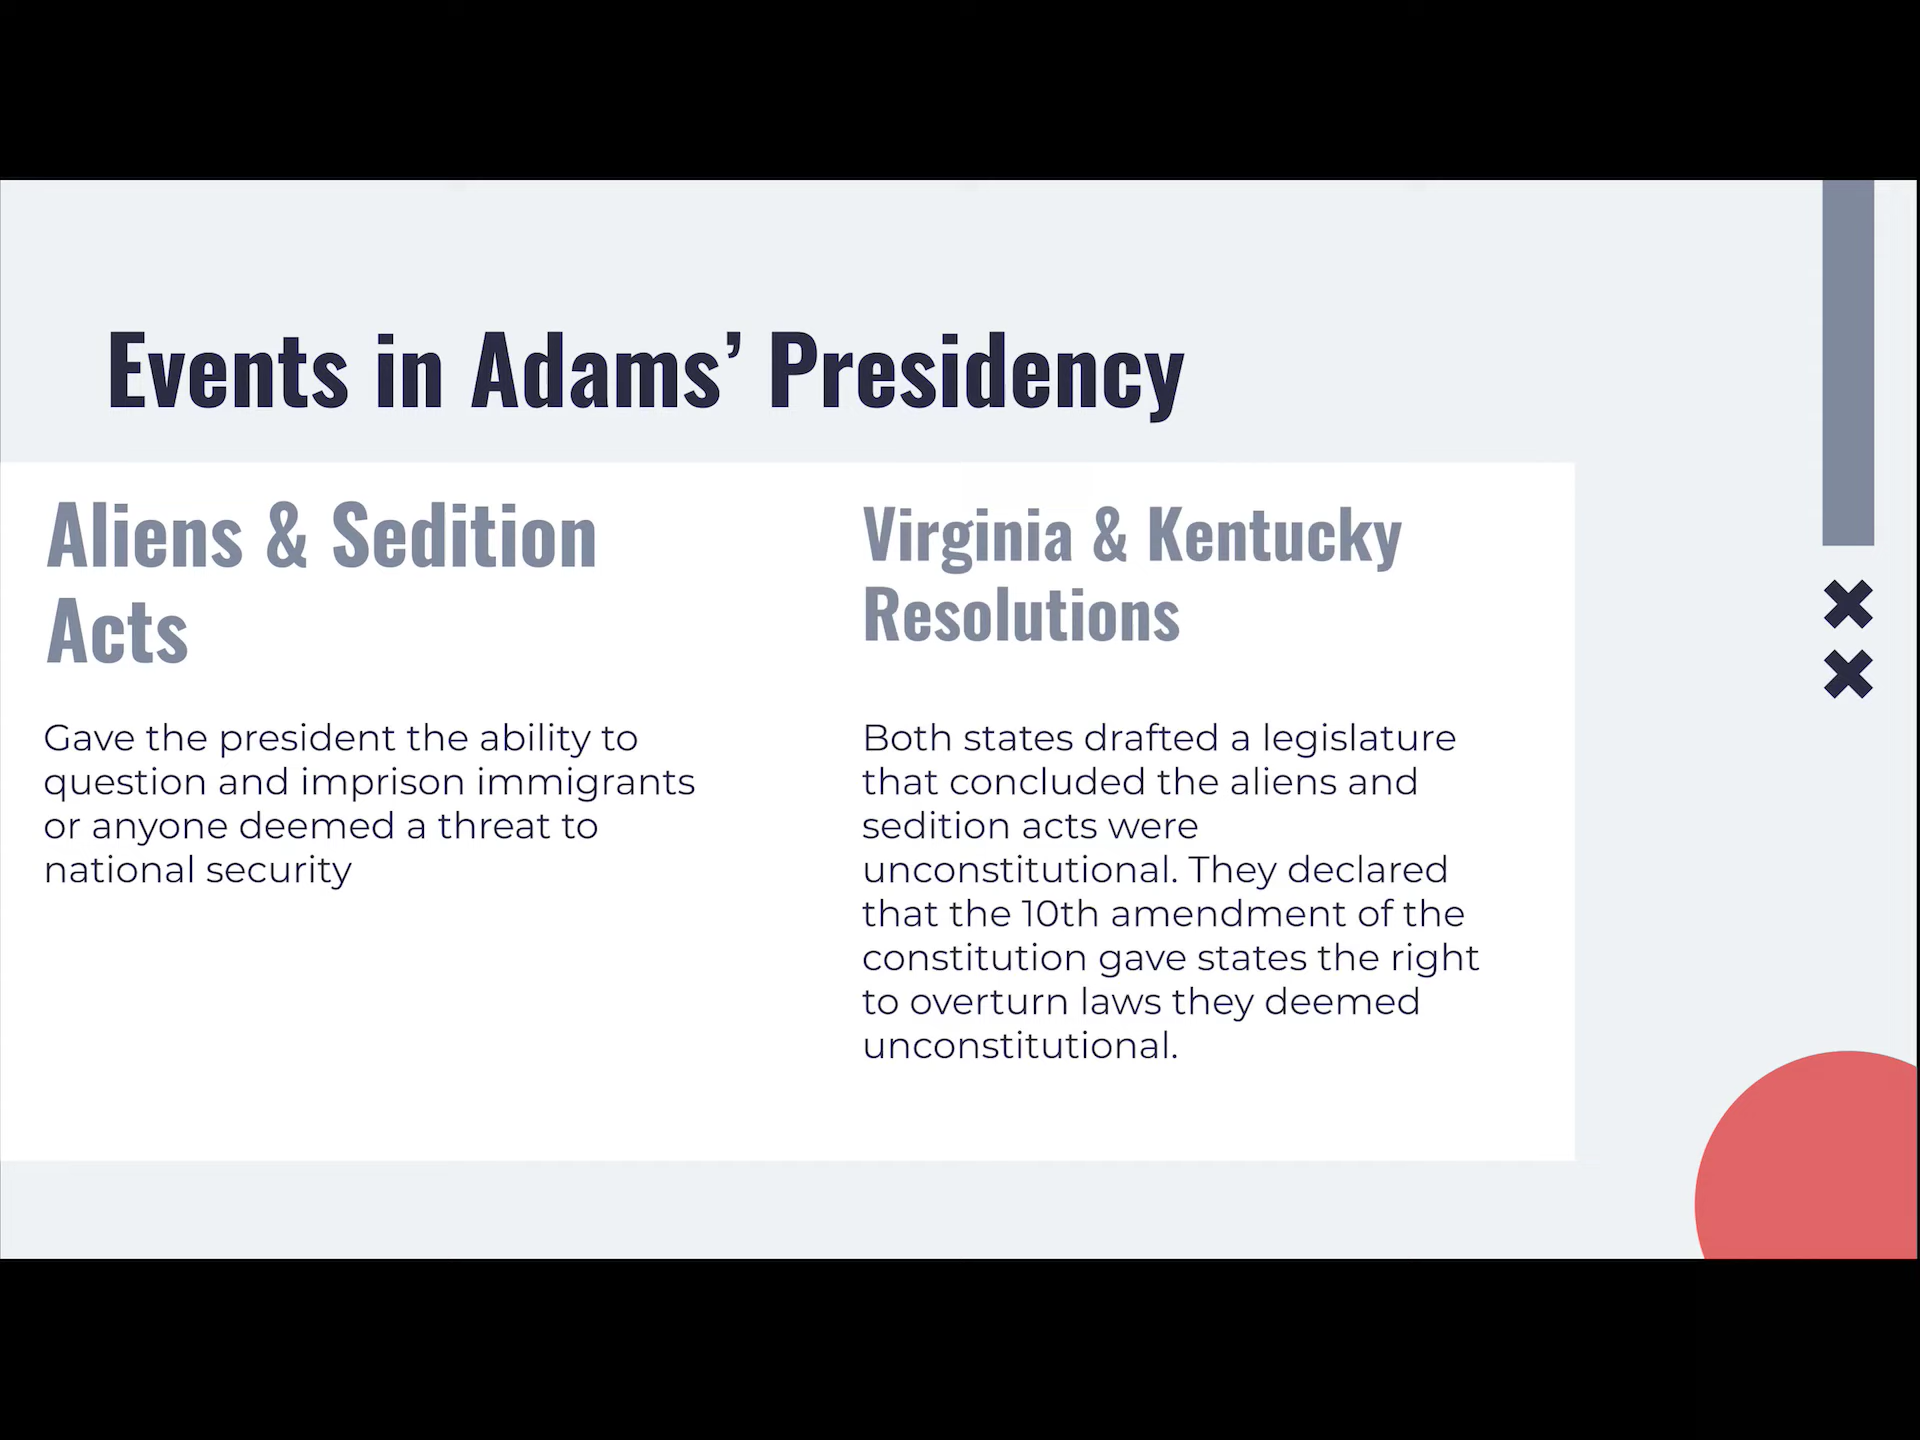 Events in Adams’ Presidency
Aliens & Sedition
Acts
Gave the president the ability to
question and imprison immigrants
or anyone deemed a threat to
national security
Virginia & Kentucky
Resolutions
Both states drafted a legislature
that concluded the aliens and
sedition acts were
unconstitutional. They declared
that the 10th amendment of the
constitution gave states the right
to overturn laws they deemed
unconstitutional.